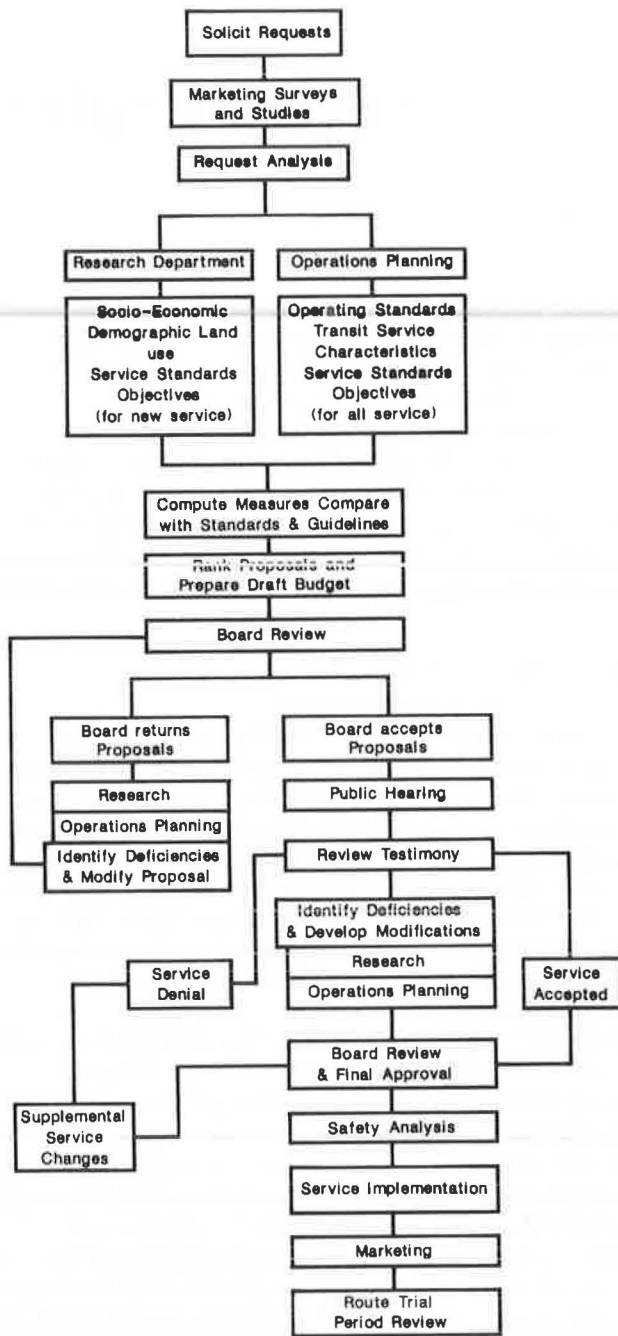 Solicit Requests
Marketing Surveys
and Studies
Request Analysis
Research Department
Operations Planning
Socio-Economic
Demographic Land
use
Service Standards
Objectives
(for new service)
Operating Standards
Transit Service
Characteristics
Service Standards
Objectives
(for all service)
Compute Measures Compare
with Standards & Guidelines
Rank Proposals and
Prepare Draft Budget
Board Review
Board returns
Proposals
Board accepts
Proposals
Research
Operations Planning
Identify Deficiencies
& Modify Proposal
Public Hearing
Review Testimony
Identify Deficiencies
& Develop Modifications
Research
Operations Planning
Service
Denial
Service
Accepted
Board Review
& Final Approval
Supplemental
Service
Changes
Safety Analysis
Service Implementation
Marketing
Route Trial
Period Review